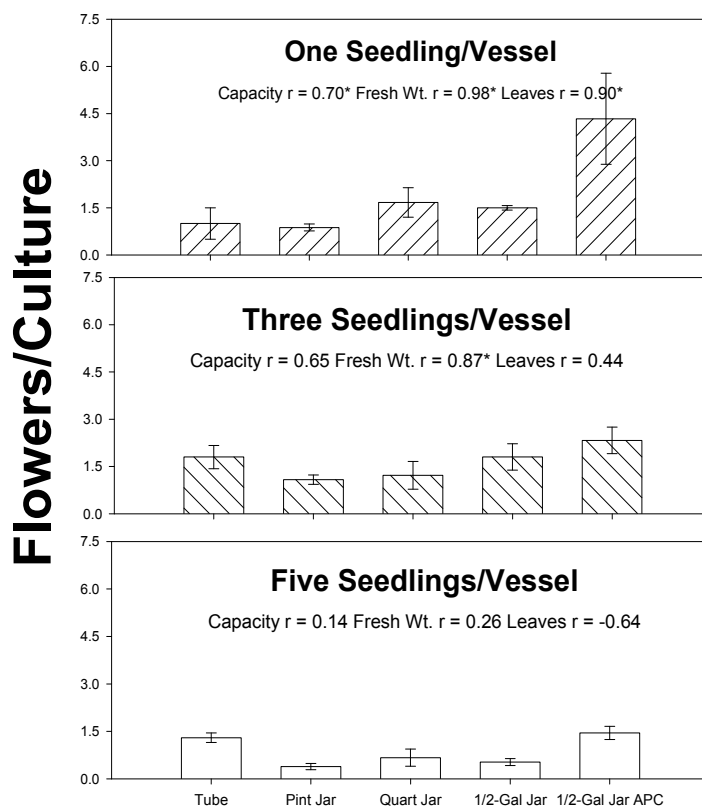 Flowers/Culture
7.5
One Seedling/Vessel
6.0
Capacity r = 0.70* Fresh Wt. r = 0.98* Leaves r = 0.90*
4.5
3.0
1.5
0.0
7.5
Three Seedlings/Vessel
6.0
Capacity r = 0.65 Fresh Wt. r = 0.87* Leaves r = 0.44
4.5
3.0
1.5
0.0
7.5
Five Seedlings/Vessel
6.0
Capacity r = 0.14 Fresh Wt. r = 0.26 Leaves r = -0.64
4.5
3.0
1.5
0.0
Tube Pint Jar Quart Jar 1/2-Gal Jar 1/2-Gal Jar APC